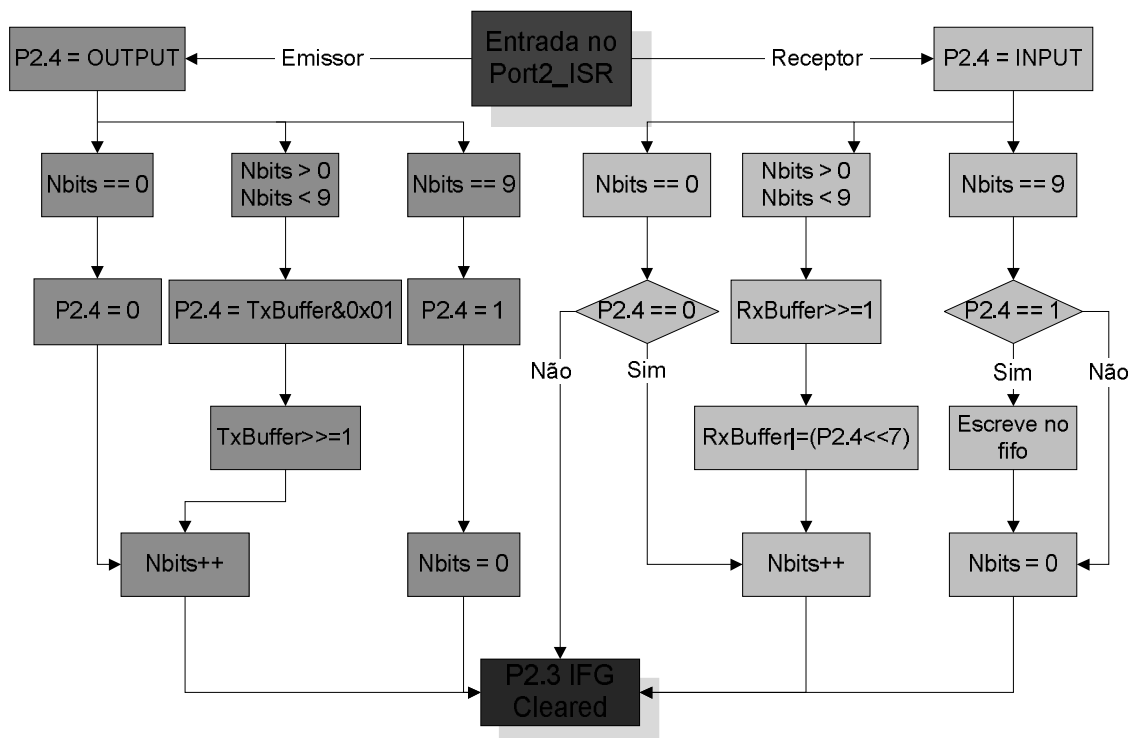 P2.4 = OUTPUT
Emissor
Entrada no
Port2_ISR
Receptor
P2.4 = INPUT
Nbits == 0
Nbits > 0
Nbits < 9
Nbits == 9
Nbits == 0
Nbits > 0
Nbits < 9
Nbits == 9
P2.4 = 0
P2.4 = TxBuffer&0x01
P2.4 = 1
P2.4 == 0
RxBuffer>>=1
P2.4 == 1
Não
Sim
Sim
Não
TxBuffer>>=1
RxBuffer|=(P2.4<<7)
Escreve no
fifo
Nbits++
Nbits = 0
Nbits++
Nbits = 0
P2.3 IFG
Cleared